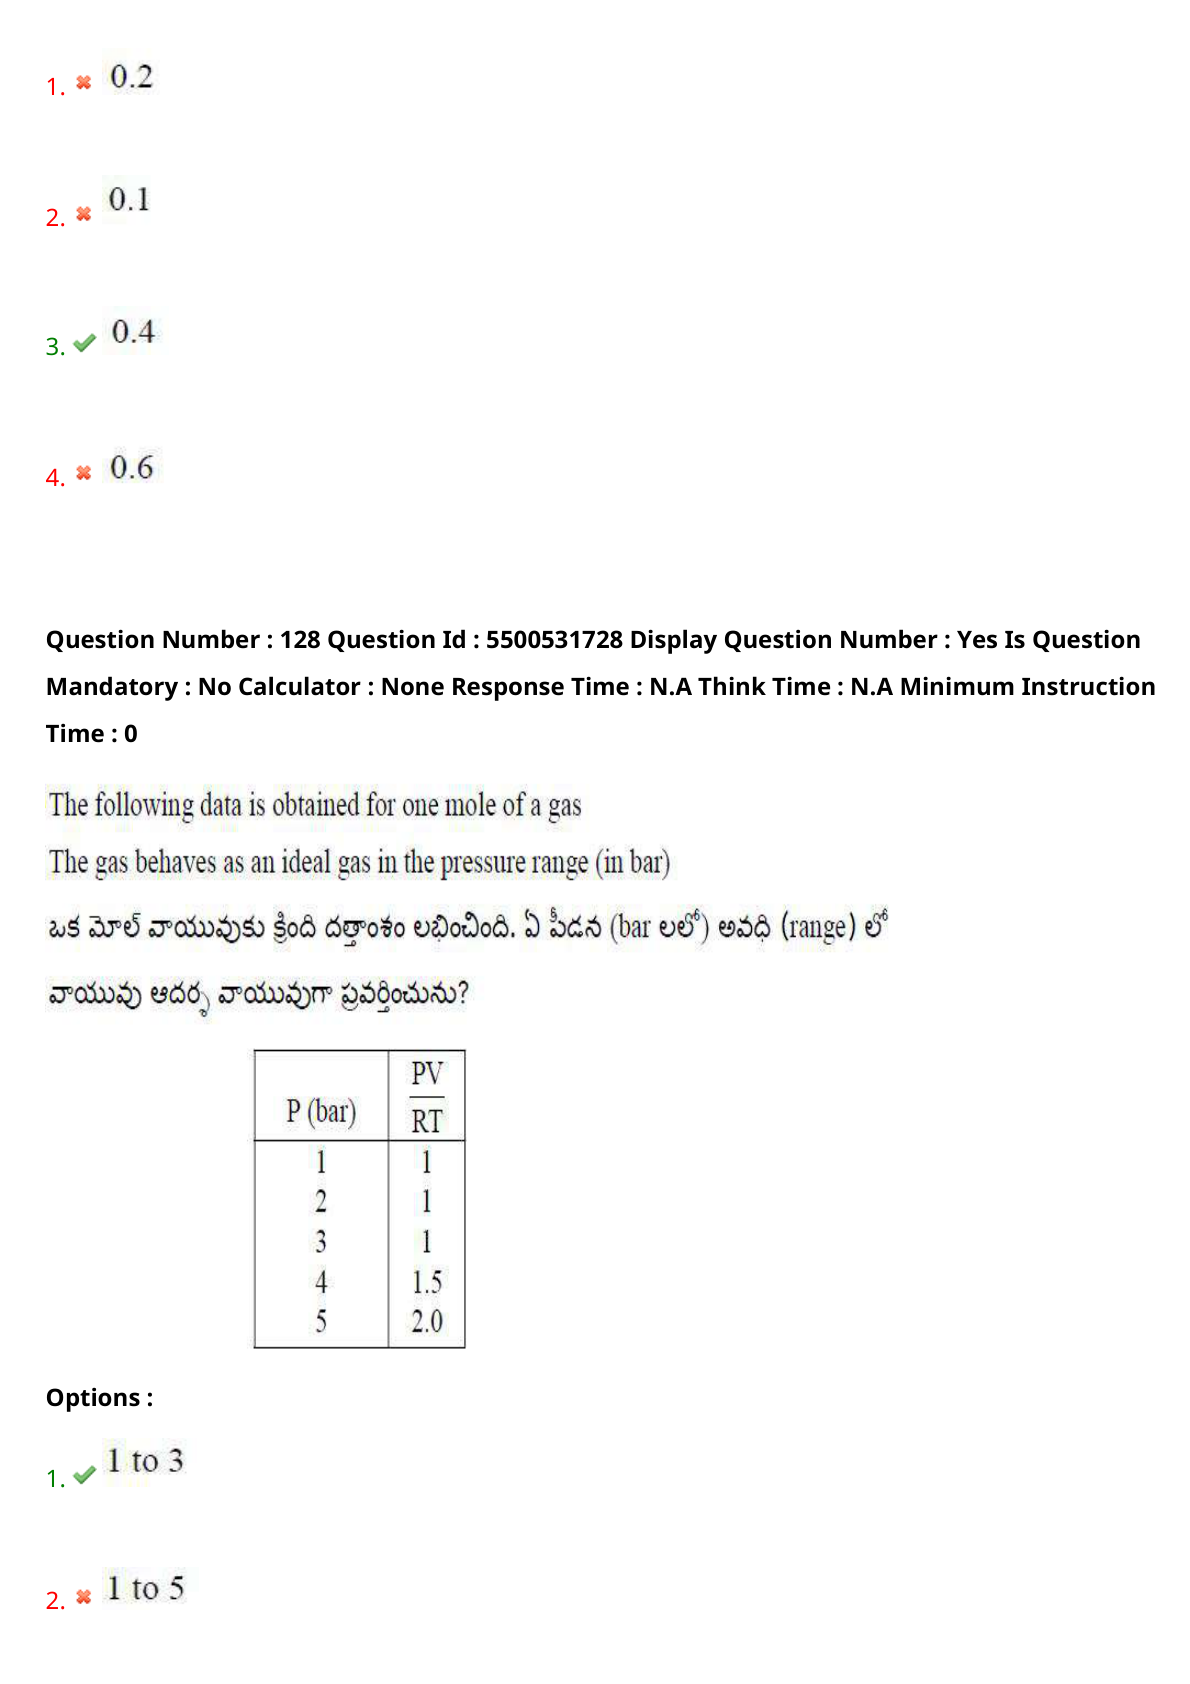 1. 0.2
2. 0.1
3. 0.4
4. 0.6
Question Number : 128 Question Id : 5500531728 Display Question Number : Yes Is Question
Mandatory : No Calculator : None Response Time : N.A Think Time : N.A Minimum Instruction
Time : 0
The following data is obtained for one mole of a gas
The gas behaves as an ideal gas in the pressure range (in bar)
ఒక మోల్ వాయువుకు క్రింది దత్తాంశం లభించింది. ఏ పీడన (bar లలో) అవధి (range) లో
వాయువు ఆదర్శ వాయువుగా ప్రవర్తించును?
P (bar) PV/RT
1 1
2 1
3 1
4 1.5
5 2.0
Options :
1. 1 to 3
2. 1 to 5